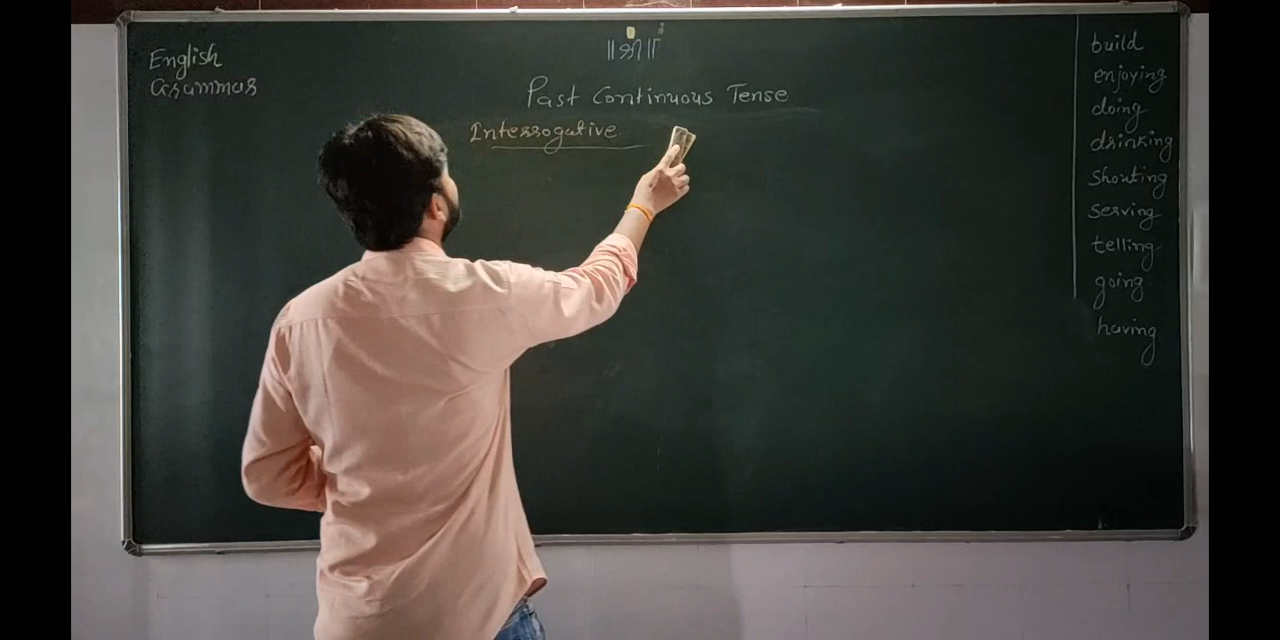 ॥श्री॥
English
Grammar
Past Continuous Tense
Interrogative
build
enjoying
doing
drinking
shouting
serving
telling
going
having